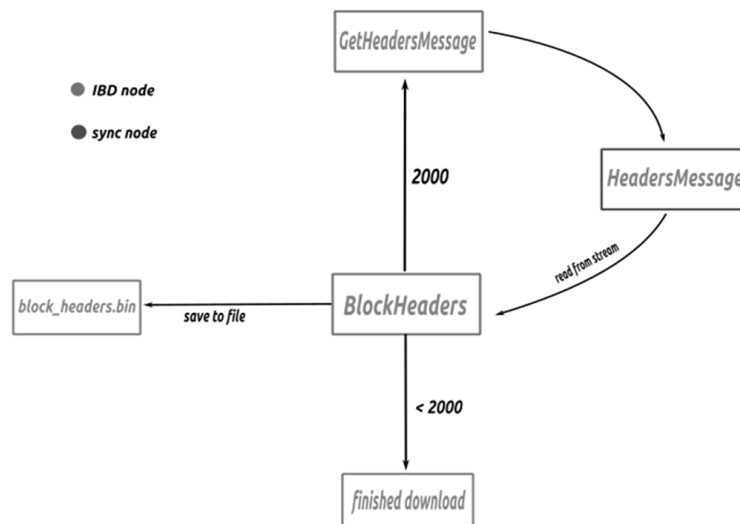 GetHeadersMessage
IBD node
sync node
HeadersMessage
2000
read from stream
BlockHeaders
block_headers.bin
save to file
< 2000
finished download